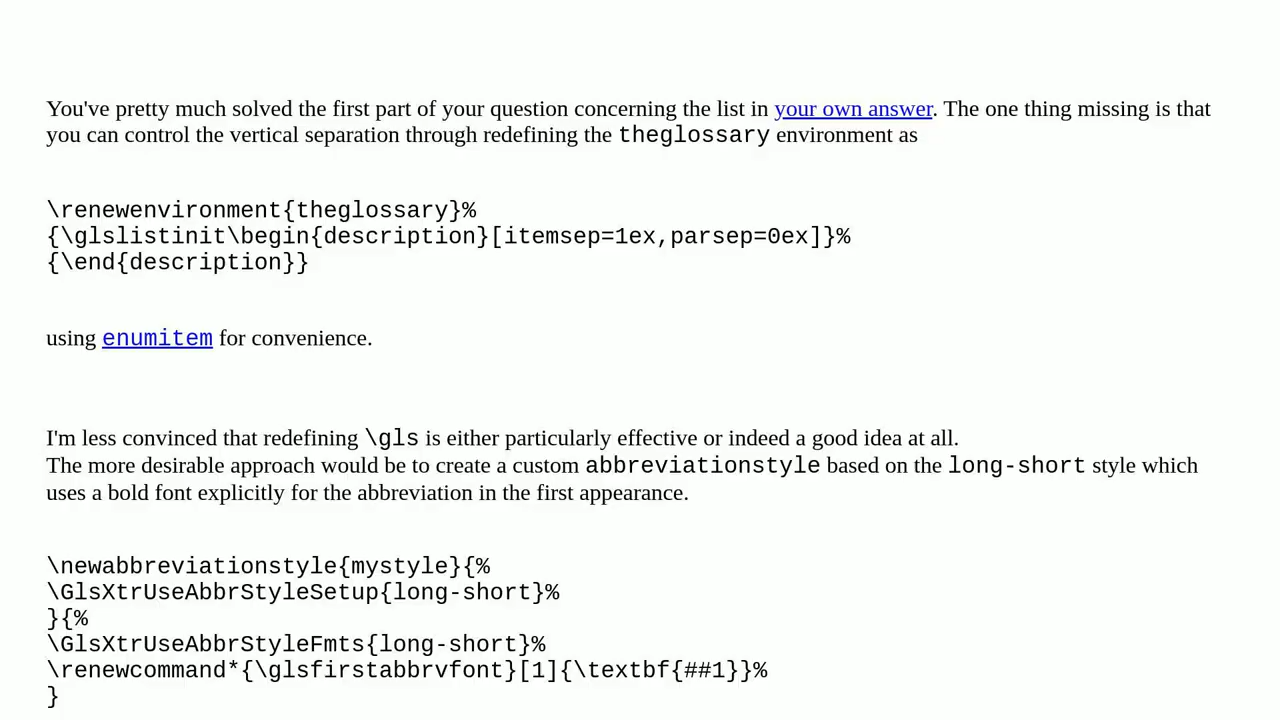 You've pretty much solved the first part of your question concerning the list in your own answer. The one thing missing is that
you can control the vertical separation through redefining the theglossary environment as
\renewenvironment{theglossary}%
{\glslistinit\begin{description}[itemsep=1ex,parsep=0ex]}%
{\end{description}}
using enumitem for convenience.
I'm less convinced that redefining \gls is either particularly effective or indeed a good idea at all.
The more desirable approach would be to create a custom abbreviationstyle based on the long-short style which
uses a bold font explicitly for the abbreviation in the first appearance.
\newabbreviationstyle{mystyle}{%
\GlsXtrUseAbbrStyleSetup{long-short}%
}{%
\GlsXtrUseAbbrStyleFmts{long-short}%
\renewcommand*{\glsfirstabbrvfont}[1]{\textbf{##1}}%
}